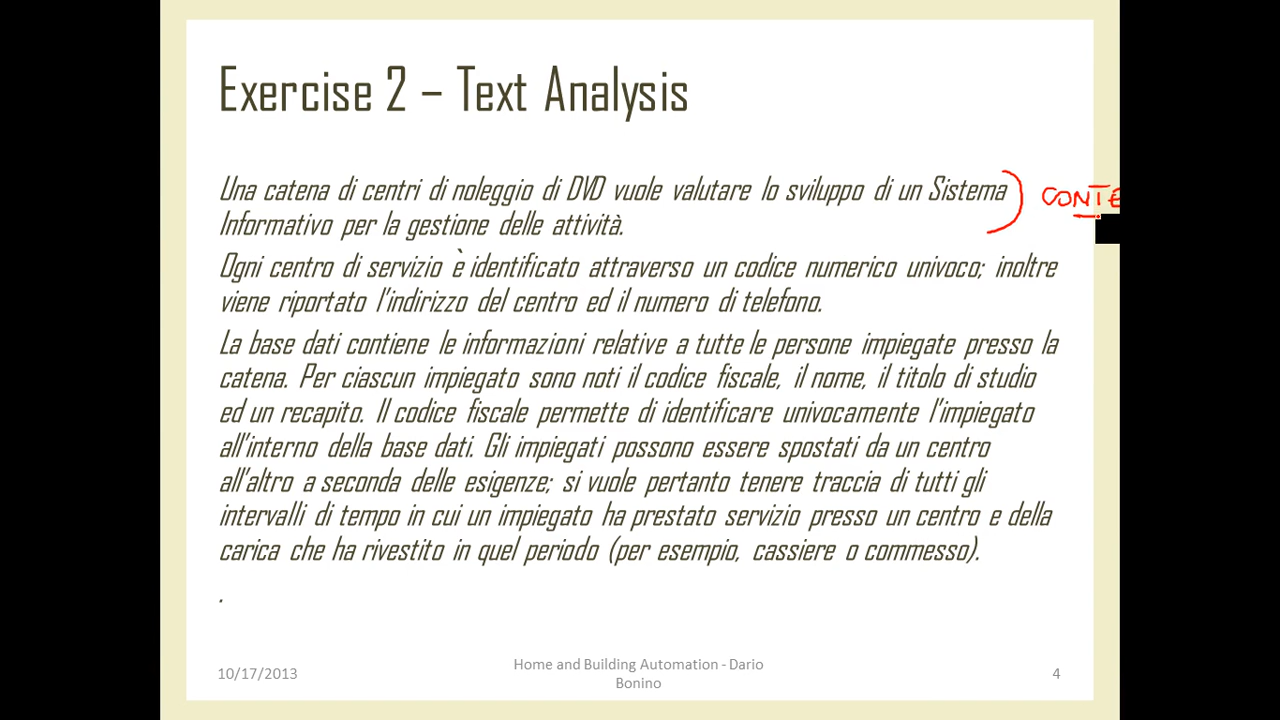 Exercise 2 – Text Analysis
Una catena di centri di noleggio di DVD vuole valutare lo sviluppo di un Sistema
CONTE
Informativo per la gestione delle attività.
Ogni centro di servizio è identificato attraverso un codice numerico univoco; inoltre
viene riportato l'indirizzo del centro ed il numero di telefono.
La base dati contiene le informazioni relative a tutte le persone impiegate presso la
catena. Per ciascun impiegato sono noti il codice fiscale, il nome, il titolo di studio
ed un recapito. Il codice fiscale permette di identificare univocamente l'impiegato
all'interno della base dati. Gli impiegati possono essere spostati da un centro
all'altro a seconda delle esigenze; si vuole pertanto tenere traccia di tutti gli
intervalli di tempo in cui un impiegato ha prestato servizio presso un centro e della
carica che ha rivestito in quel periodo (per esempio, cassiere o commesso).
.
10/17/2013
Home and Building Automation - Dario
Bonino
4